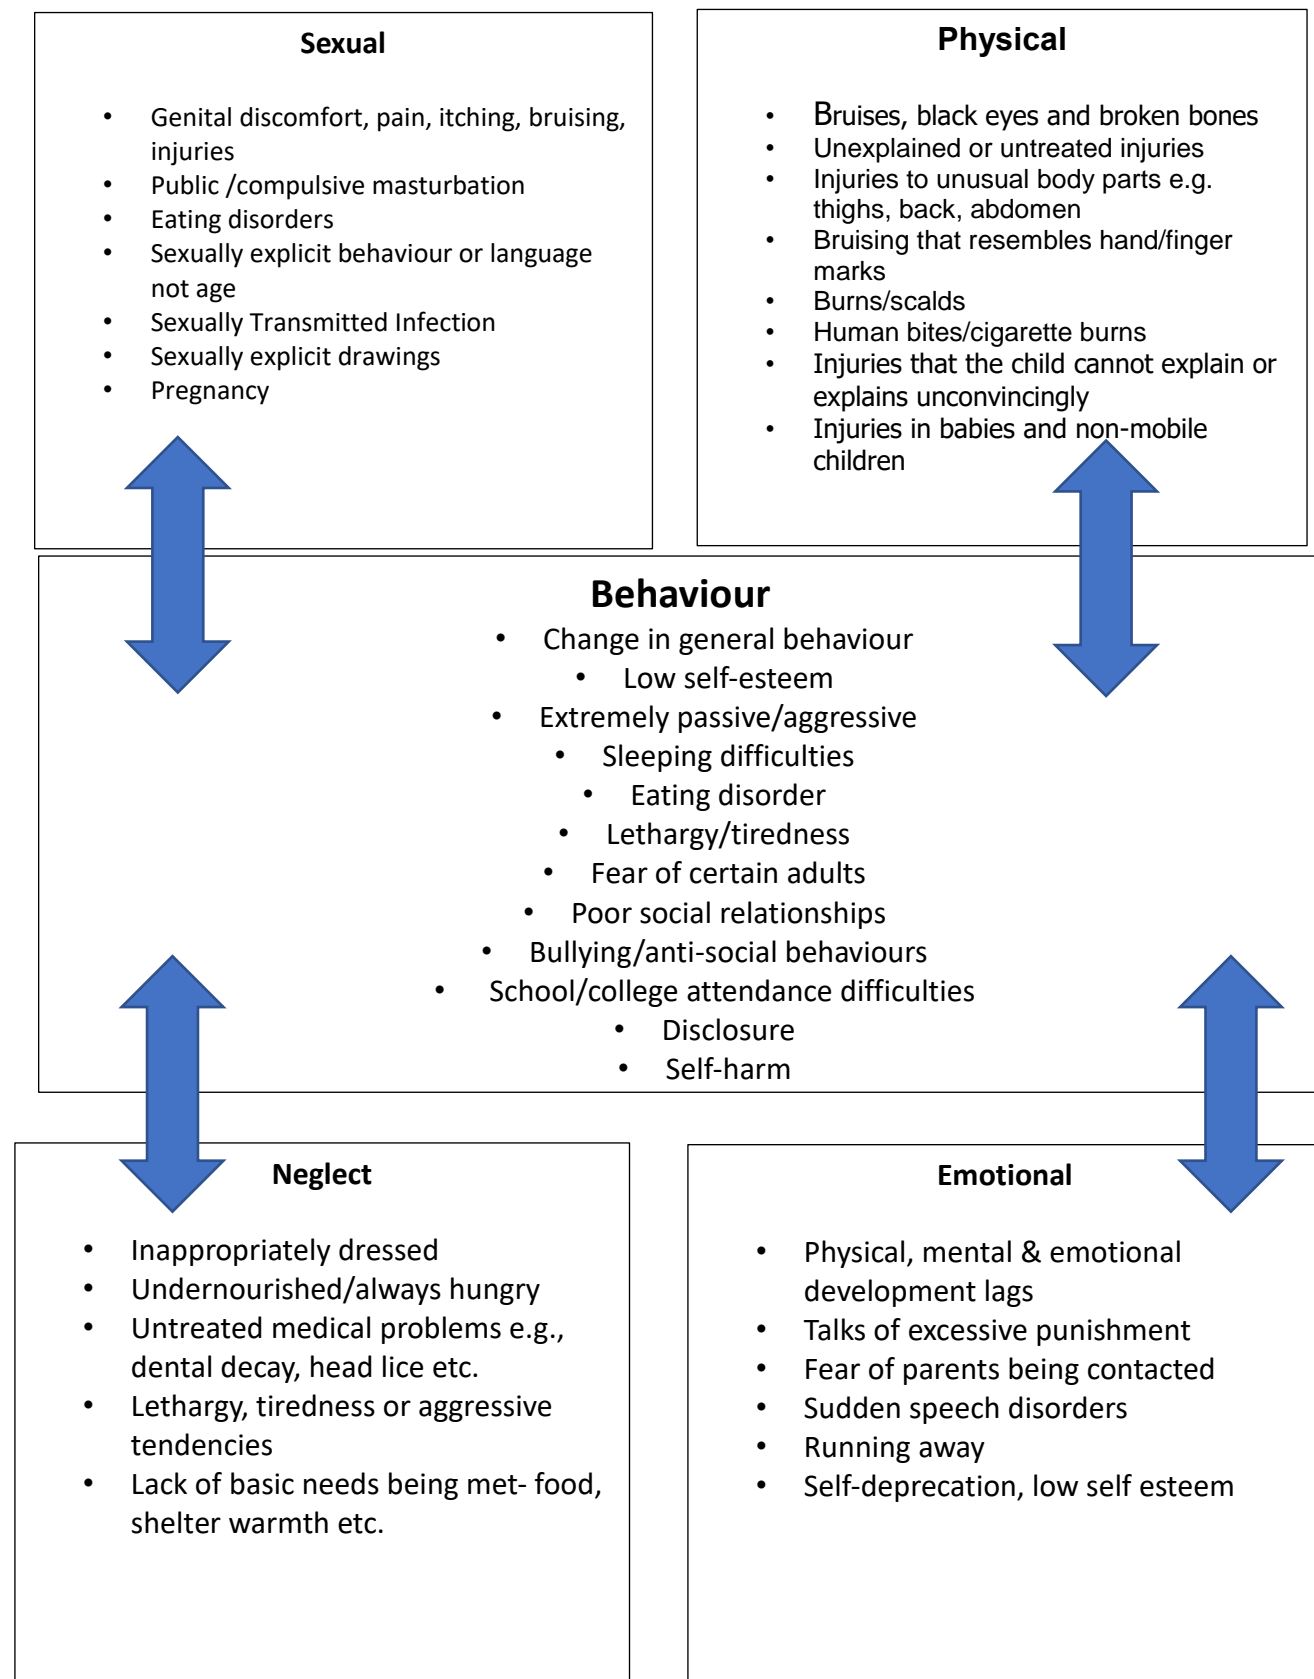 Sexual
• Genital discomfort, pain, itching, bruising,
injuries
• Public /compulsive masturbation
• Eating disorders
• Sexually explicit behaviour or language
not age
• Sexually Transmitted Infection
• Sexually explicit drawings
• Pregnancy
Physical
• Bruises, black eyes and broken bones
• Unexplained or untreated injuries
• Injuries to unusual body parts e.g.
thighs, back, abdomen
• Bruising that resembles hand/finger
marks
• Burns/scalds
• Human bites/cigarette burns
• Injuries that the child cannot explain or
explains unconvincingly
• Injuries in babies and non-mobile
children
Behaviour
• Change in general behaviour
• Low self-esteem
• Extremely passive/aggressive
• Sleeping difficulties
• Eating disorder
• Lethargy/tiredness
• Fear of certain adults
• Poor social relationships
• Bullying/anti-social behaviours
• School/college attendance difficulties
• Disclosure
• Self-harm
Neglect
• Inappropriately dressed
• Undernourished/always hungry
• Untreated medical problems e.g.,
dental decay, head lice etc.
• Lethargy, tiredness or aggressive
tendencies
• Lack of basic needs being met- food,
shelter warmth etc.
Emotional
• Physical, mental & emotional
development lags
• Talks of excessive punishment
• Fear of parents being contacted
• Sudden speech disorders
• Running away
• Self-deprecation, low self esteem